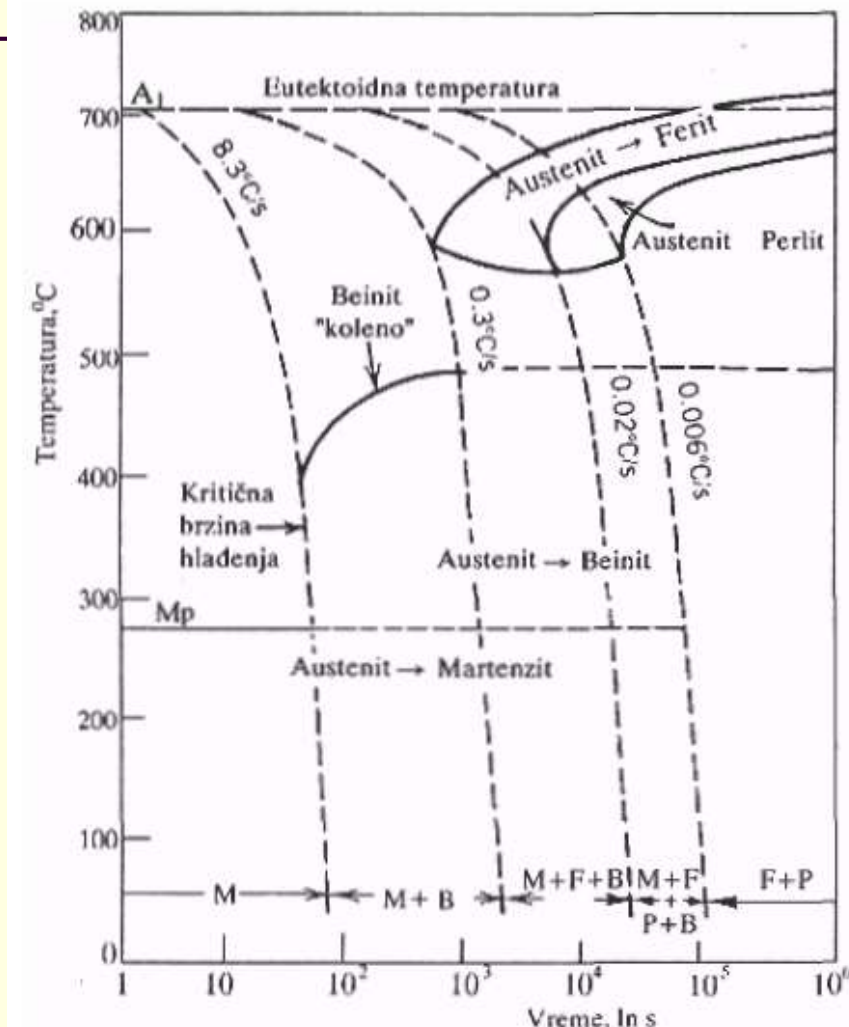 800
A₁
Eutektoidna temperatura
700
8.3°C/s
Austenit → Ferit
600
Austenit Perlit
Beinit
"koleno"
0.3°C/s
Temperatura,⁰C
500
0.02°C/s
0.006°C/s
400
Kritična
brzina
hlađenja
Austenit → Beinit
300
Mp
Austenit → Martenzit
200
100
M
M + B
M+F+B
M+F
+
P+B
F+P
0
1
10
10²
10³
10⁴
10⁵
10⁶
Vreme, ln s